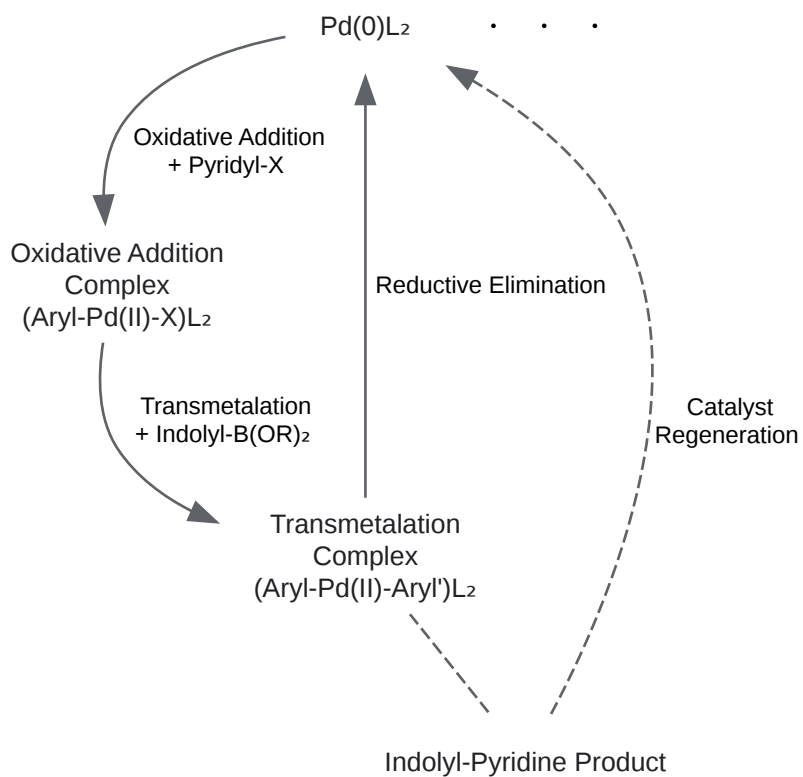 Pd(0)L₂ · · ·
Oxidative Addition
+ Pyridyl-X
Oxidative Addition
Complex
(Aryl-Pd(II)-X)L₂
Reductive Elimination
Transmetalation
+ Indolyl-B(OR)₂
Catalyst
Regeneration
Transmetalation
Complex
(Aryl-Pd(II)-Aryl')L₂
Indolyl-Pyridine Product